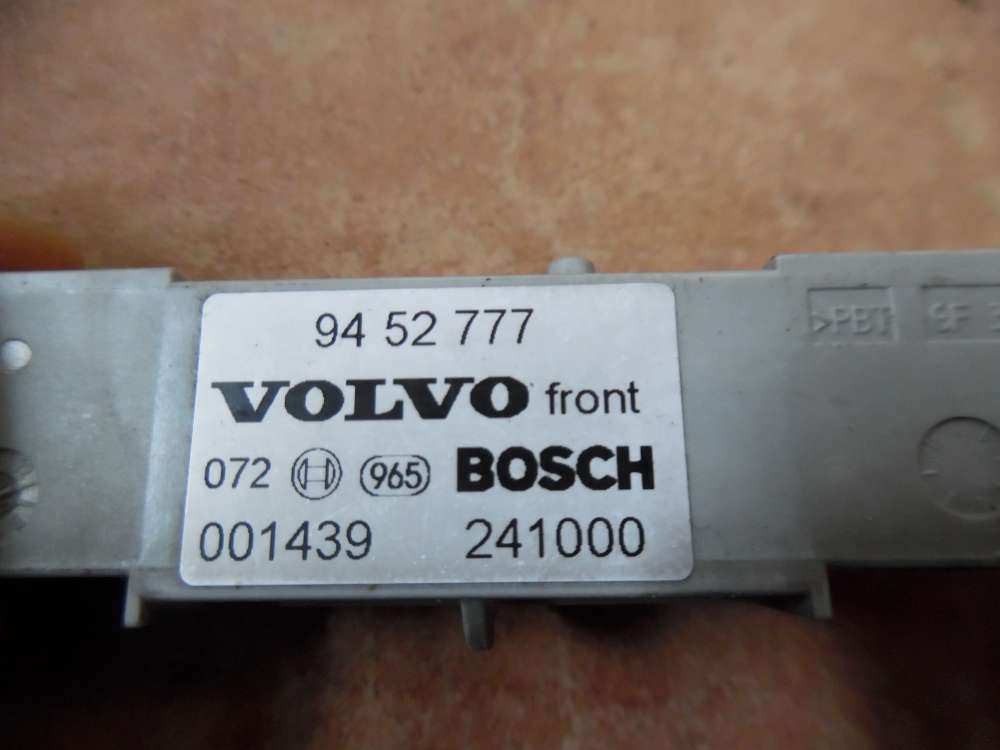 94 52 777
VOLVO front
072 965 BOSCH
001439 241000
>PBT